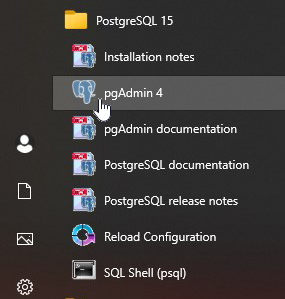 PostgreSQL 15
Installation notes
pgAdmin 4
pgAdmin documentation
PostgreSQL documentation
PostgreSQL release notes
Reload Configuration
SQL Shell (psql)